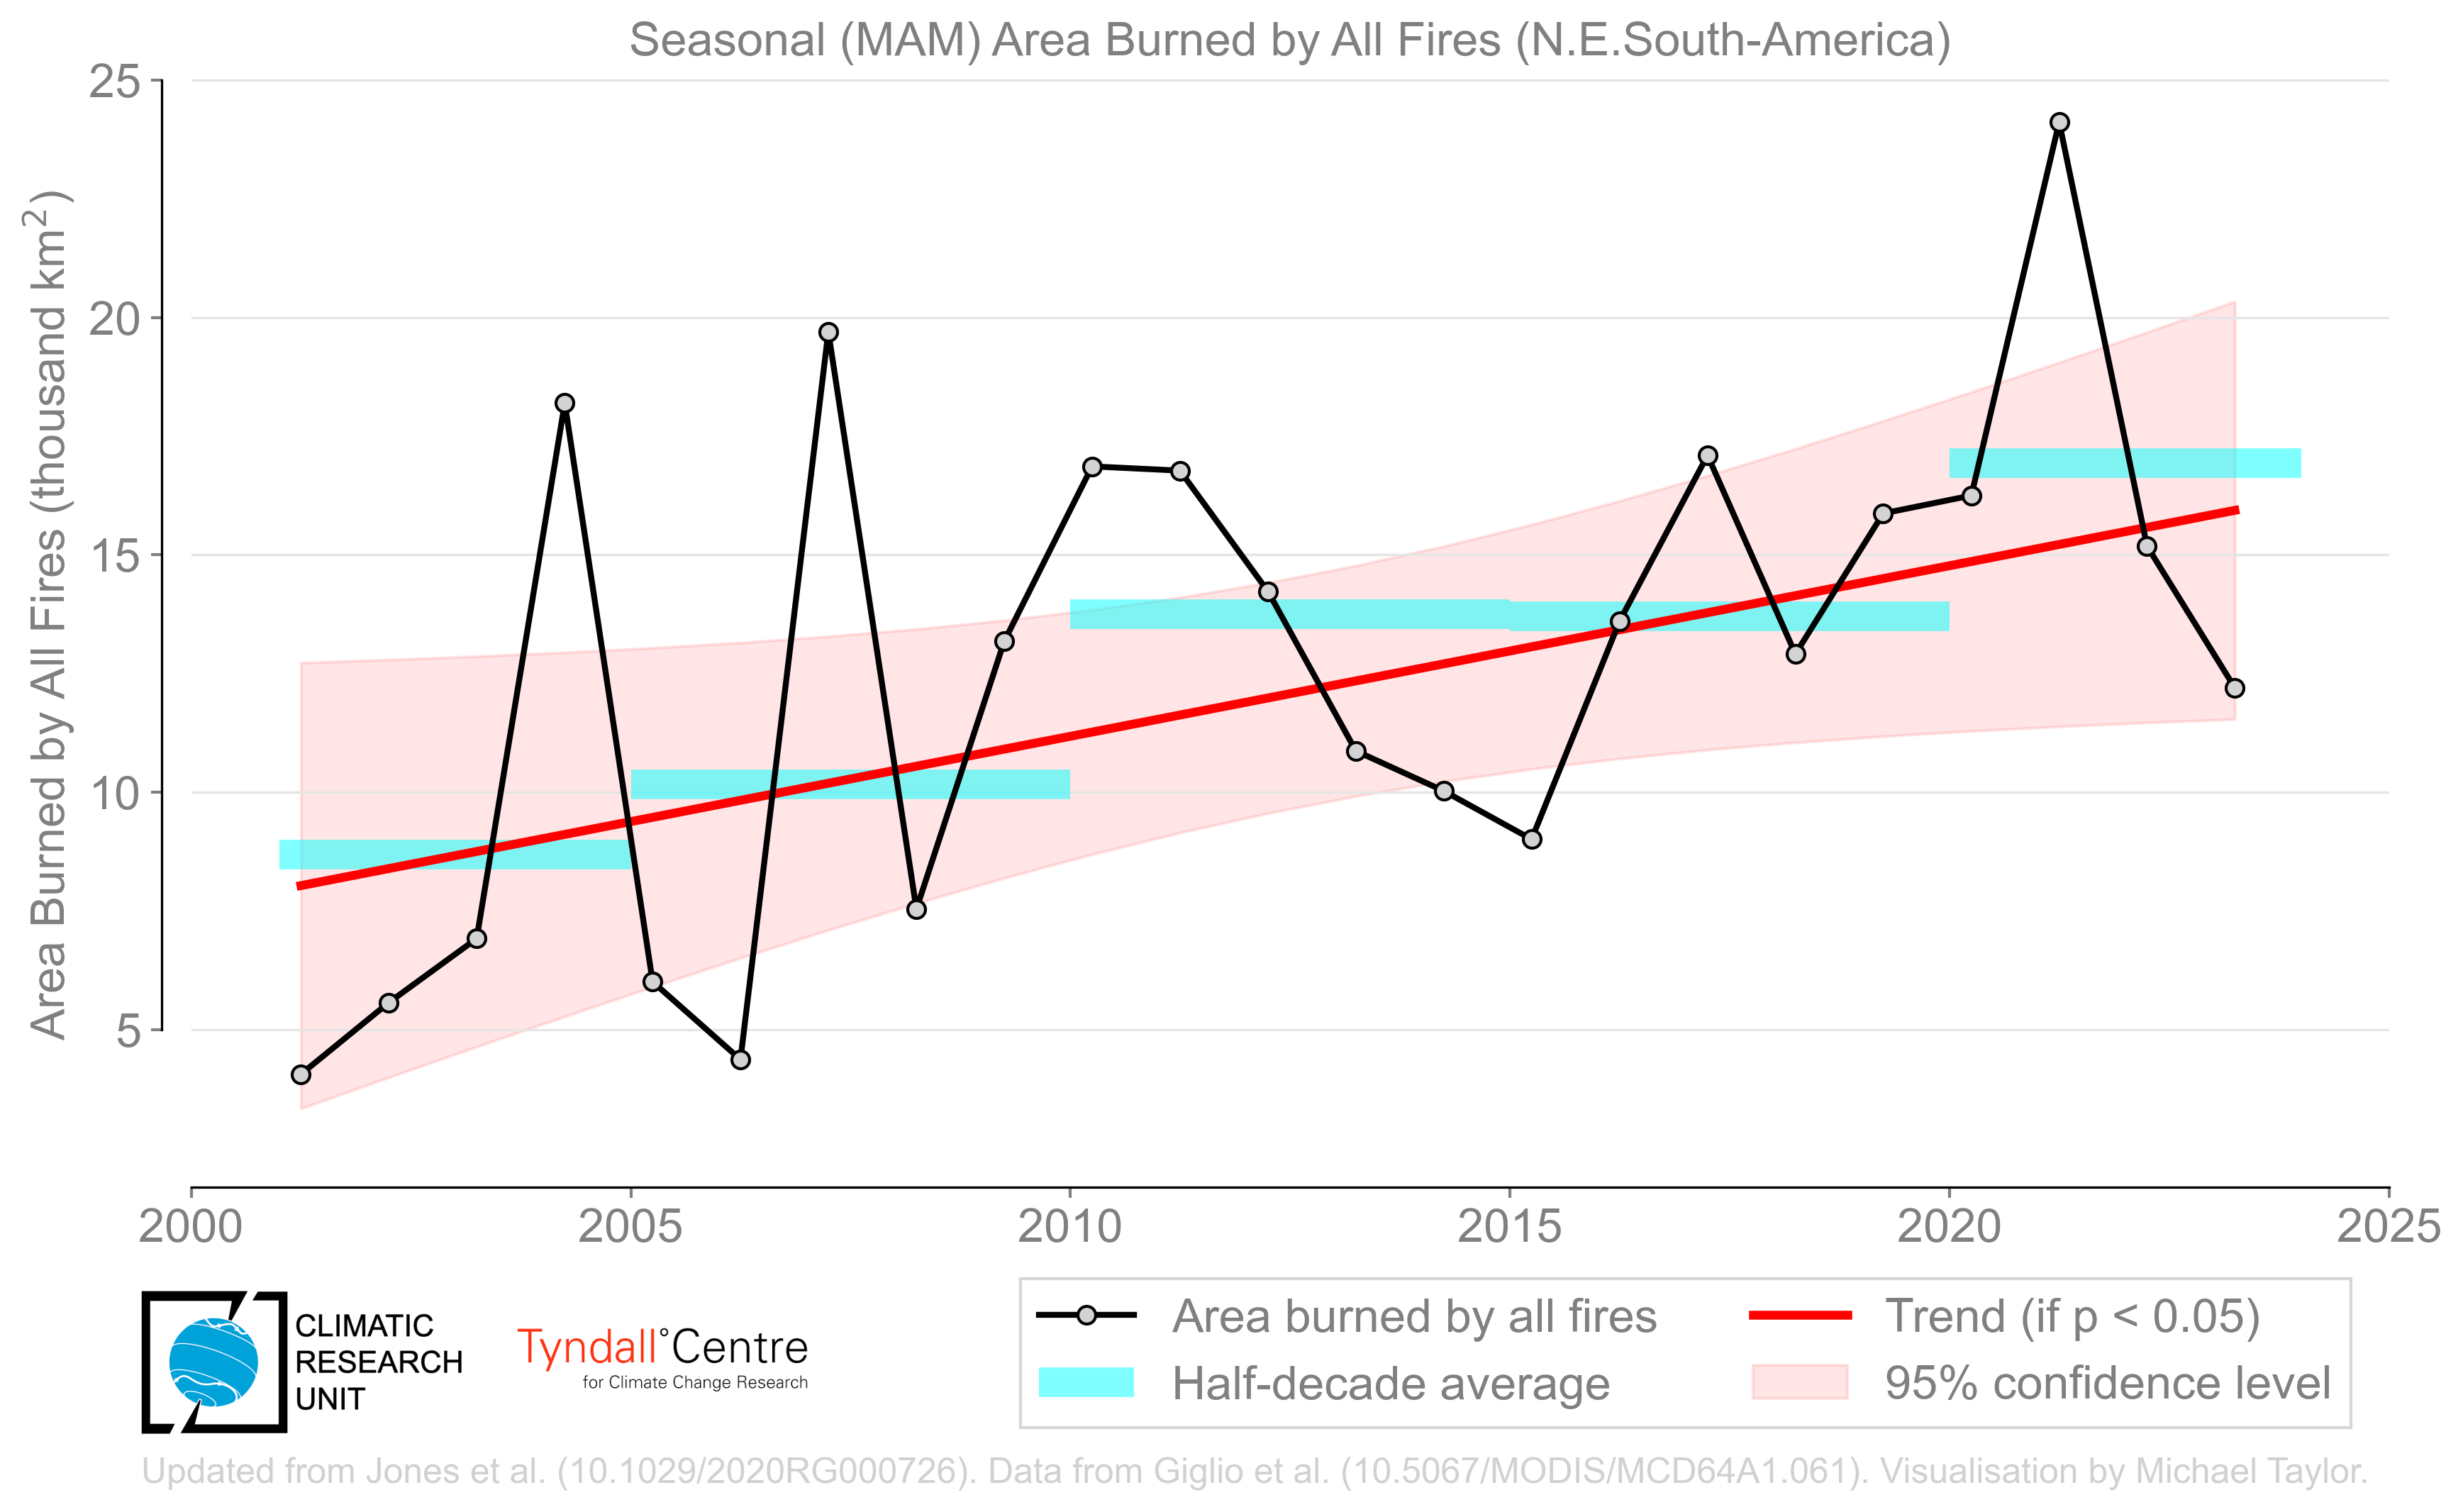 Seasonal (MAM) Area Burned by All Fires (N.E.South-America)
Area Burned by All Fires (thousand km²)
25
20
15
10
5
2000 2005 2010 2015 2020 2025
CLIMATIC
RESEARCH
UNIT
Tyndall°Centre
for Climate Change Research
Area burned by all fires
Half-decade average
Trend (if p < 0.05)
95% confidence level
Updated from Jones et al. (10.1029/2020RG000726). Data from Giglio et al. (10.5067/MODIS/MCD64A1.061). Visualisation by Michael Taylor.